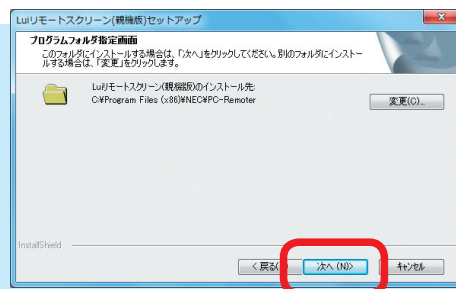 Luiリモートスクリーン(親機版)セットアップ
プログラムフォルダ指定画面
このフォルダにインストールする場合は、「次へ」をクリックしてください。別のフォルダにインストー
ルする場合は、「変更」をクリックします。
Luiリモートスクリーン(親機版)のインストール先:
C:¥Program Files (x86)¥NEC¥PC-Remoter
変更(C)...
InstallShield
< 戻る(
次へ (N)>
キャンセル